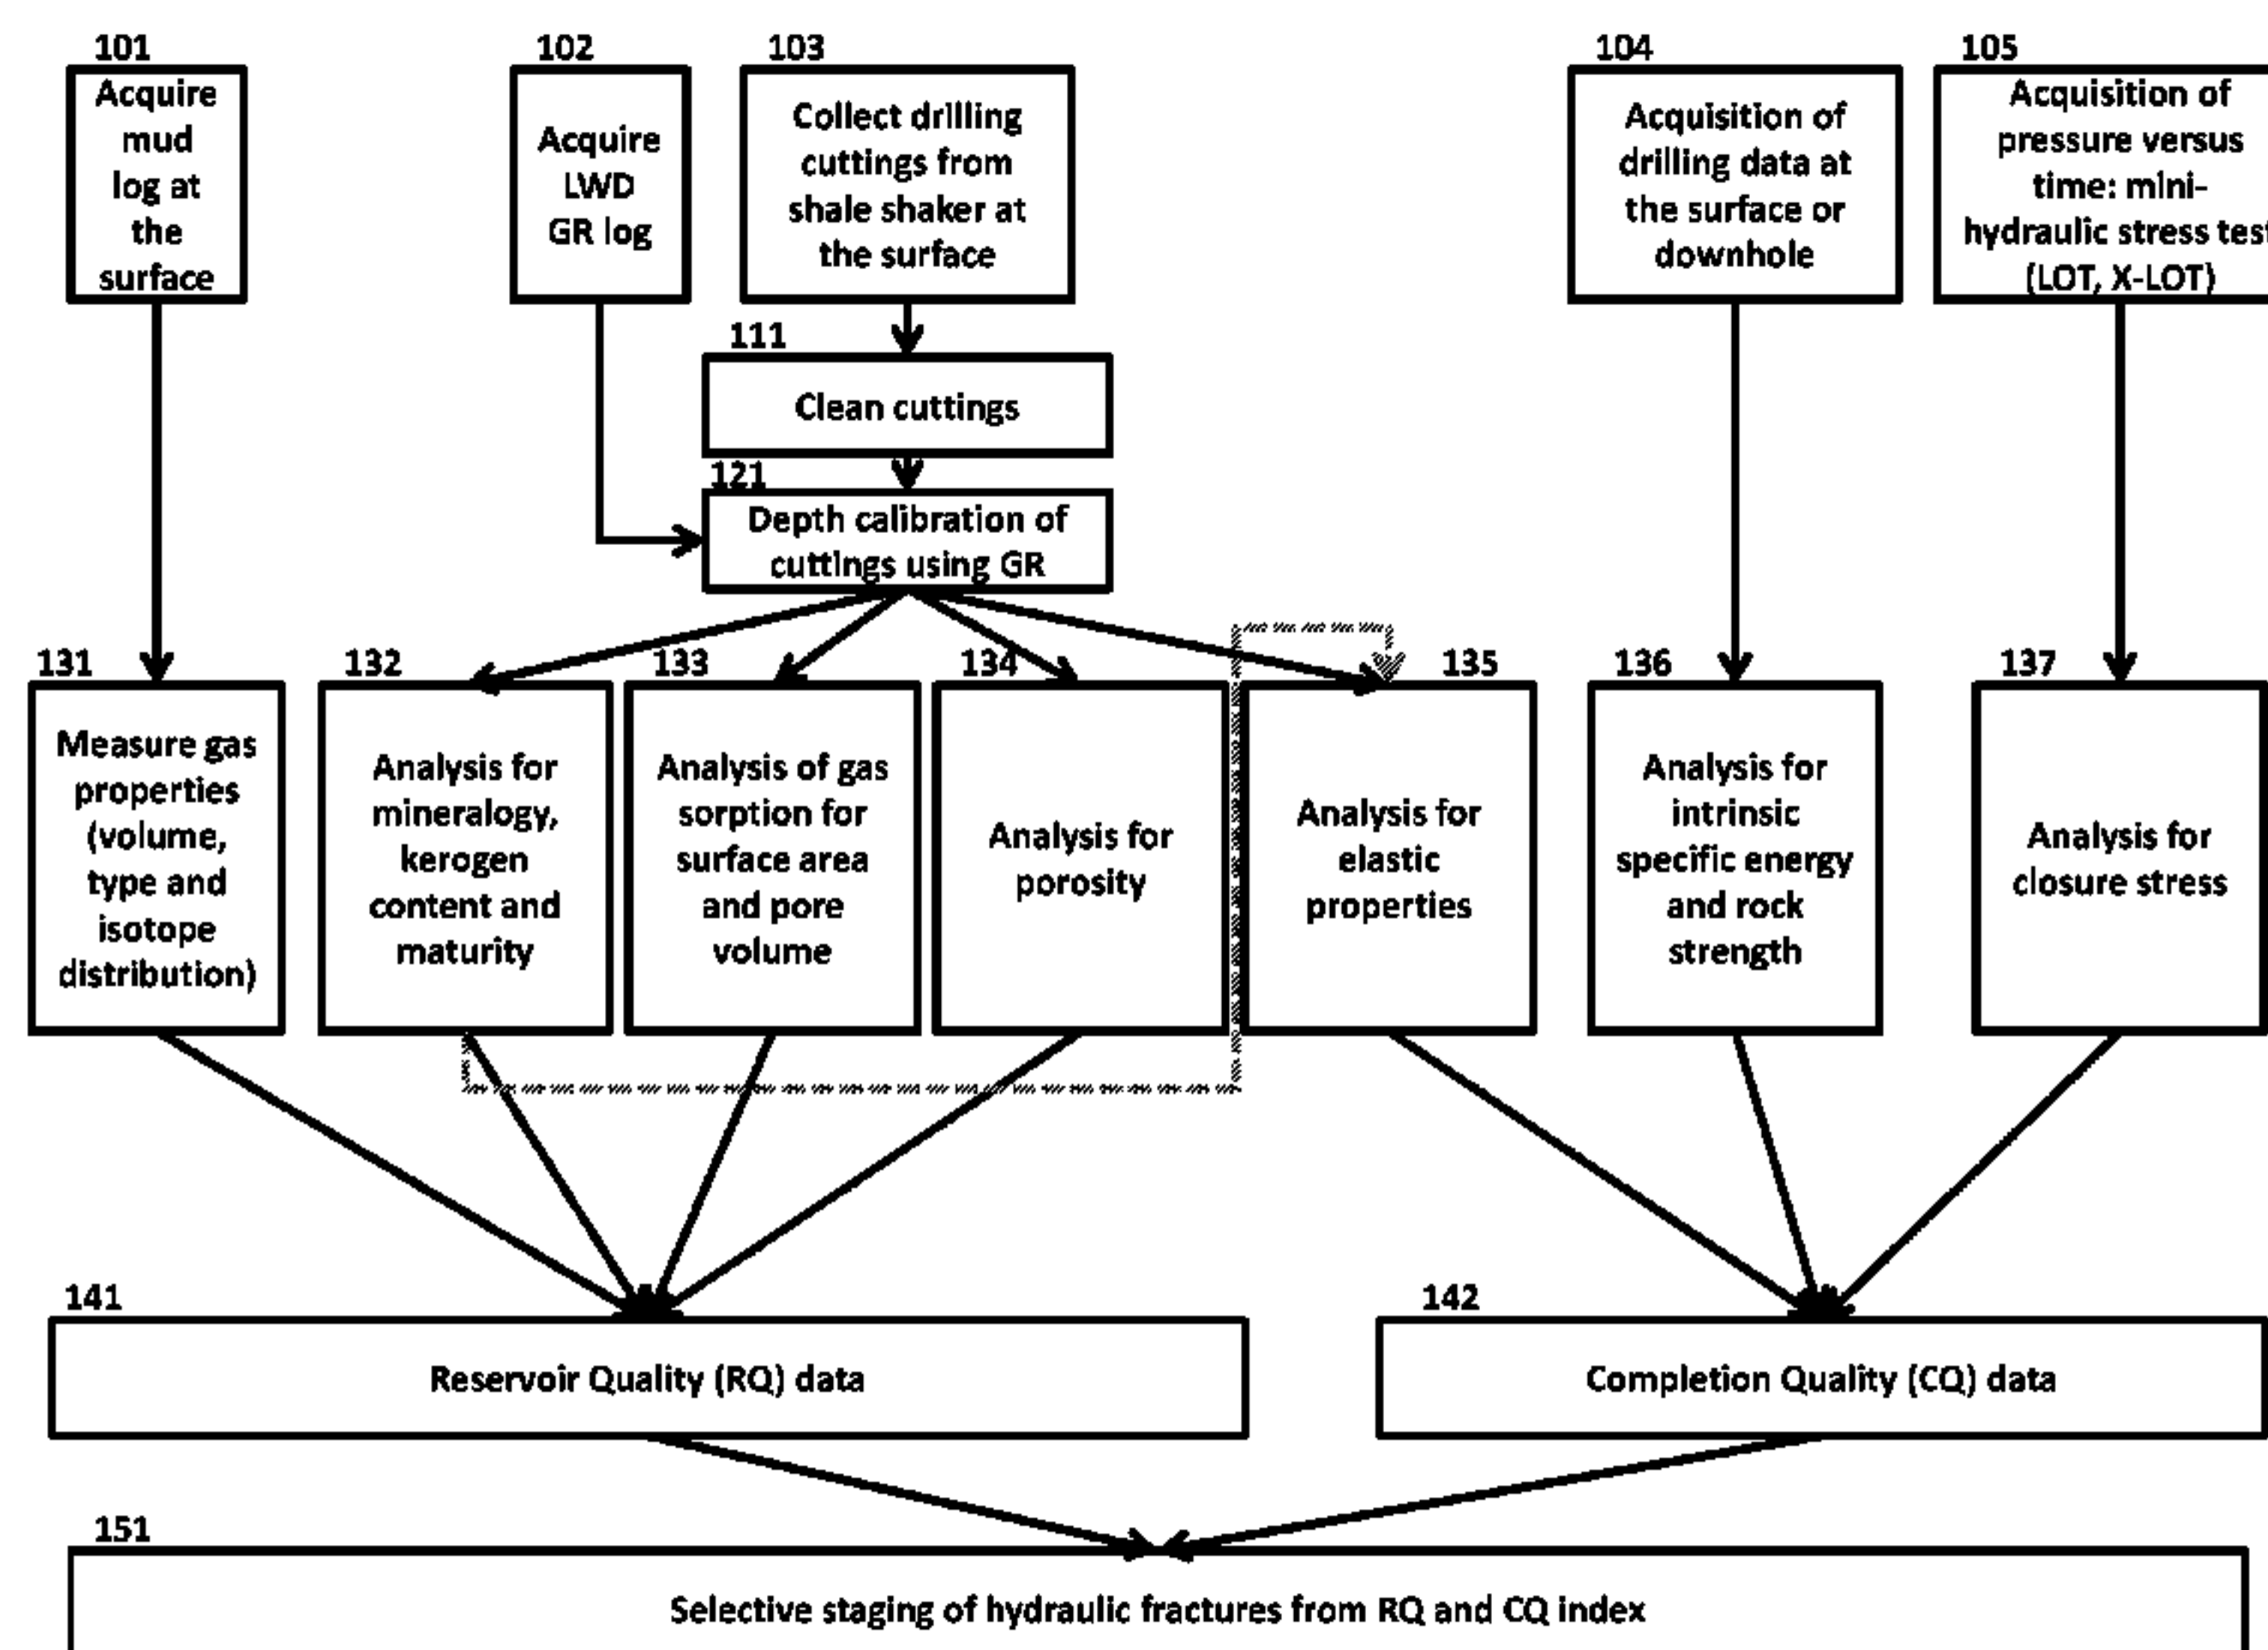 101
Acquire
mud
log at
the
surface
102
Acquire
LWD
GR log
103
Collect drilling
cuttings from
shale shaker at
the surface
104
Acquisition of
drilling data at
the surface or
downhole
105
Acquisition of
pressure versus
time: mini-
hydraulic stress test
(LOT, X-LOT)
111
Clean cuttings
121
Depth calibration of
cuttings using GR
131
Measure gas
properties
(volume,
type and
isotope
distribution)
132
Analysis for
mineralogy,
kerogen
content and
maturity
133
Analysis of gas
sorption for
surface area
and pore
volume
134
Analysis for
porosity
135
Analysis for
elastic
properties
136
Analysis for
intrinsic
specific energy
and rock
strength
137
Analysis for
closure stress
141
Reservoir Quality (RQ) data
142
Completion Quality (CQ) data
151
Selective staging of hydraulic fractures from RQ and CQ index